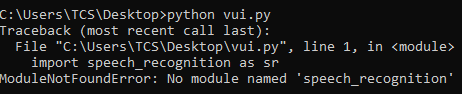 C:\Users\TCS\Desktop>python vui.py
Traceback (most recent call last):
  File "C:\Users\TCS\Desktop\vui.py", line 1, in <module>
    import speech_recognition as sr
ModuleNotFoundError: No module named 'speech_recognition'